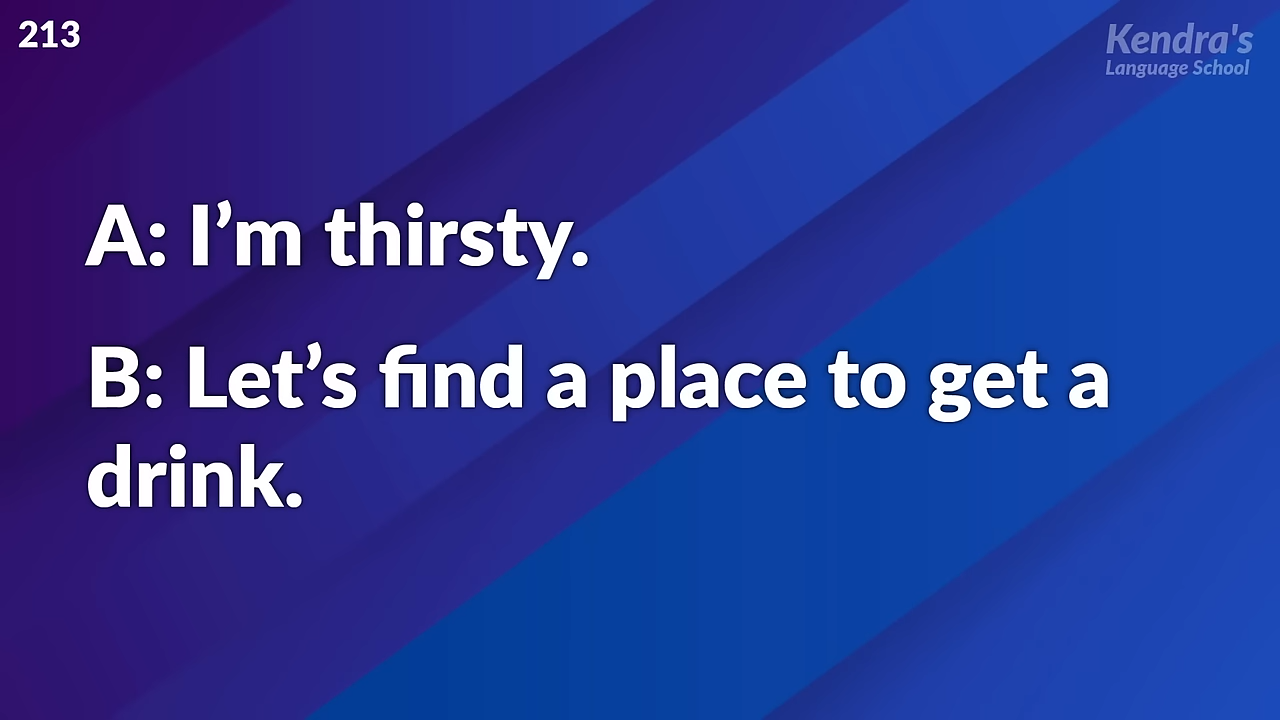 213
Kendra's
Language School
A: I’m thirsty.
B: Let’s find a place to get a
drink.